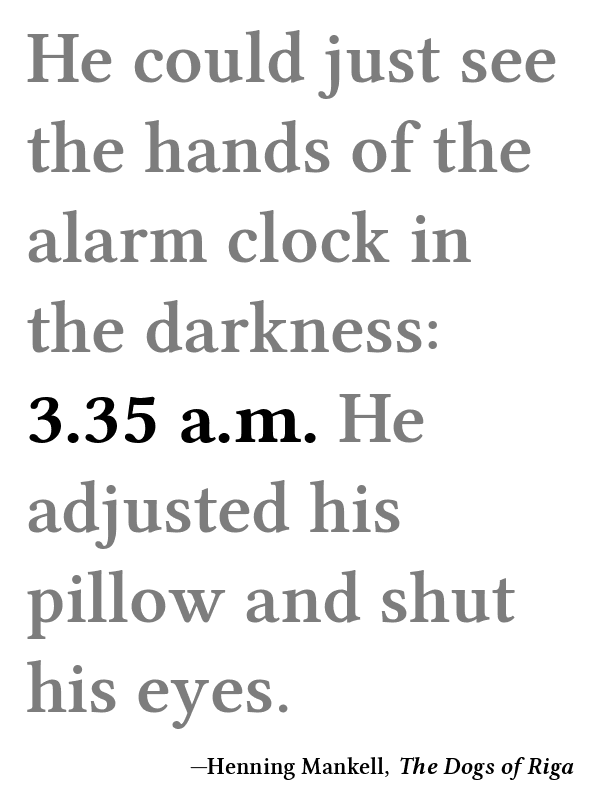 He could just see
the hands of the
alarm clock in
the darkness:
3.35 a.m. He
adjusted his
pillow and shut
his eyes.
—Henning Mankell, The Dogs of Riga